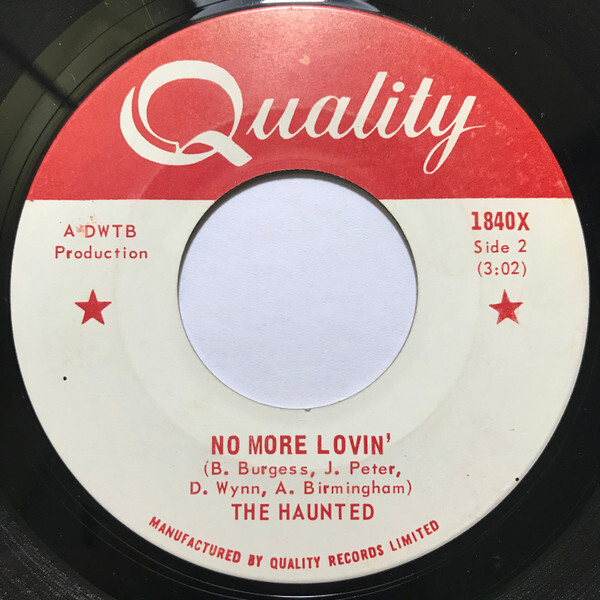 Quality
A DWTB
Production
1840X
Side 2
(3:02)
NO MORE LOVIN'
(B. Burgess, J. Peter,
D. Wynn, A. Birmingham)
THE HAUNTED
MANUFACTURED BY QUALITY RECORDS LIMITED